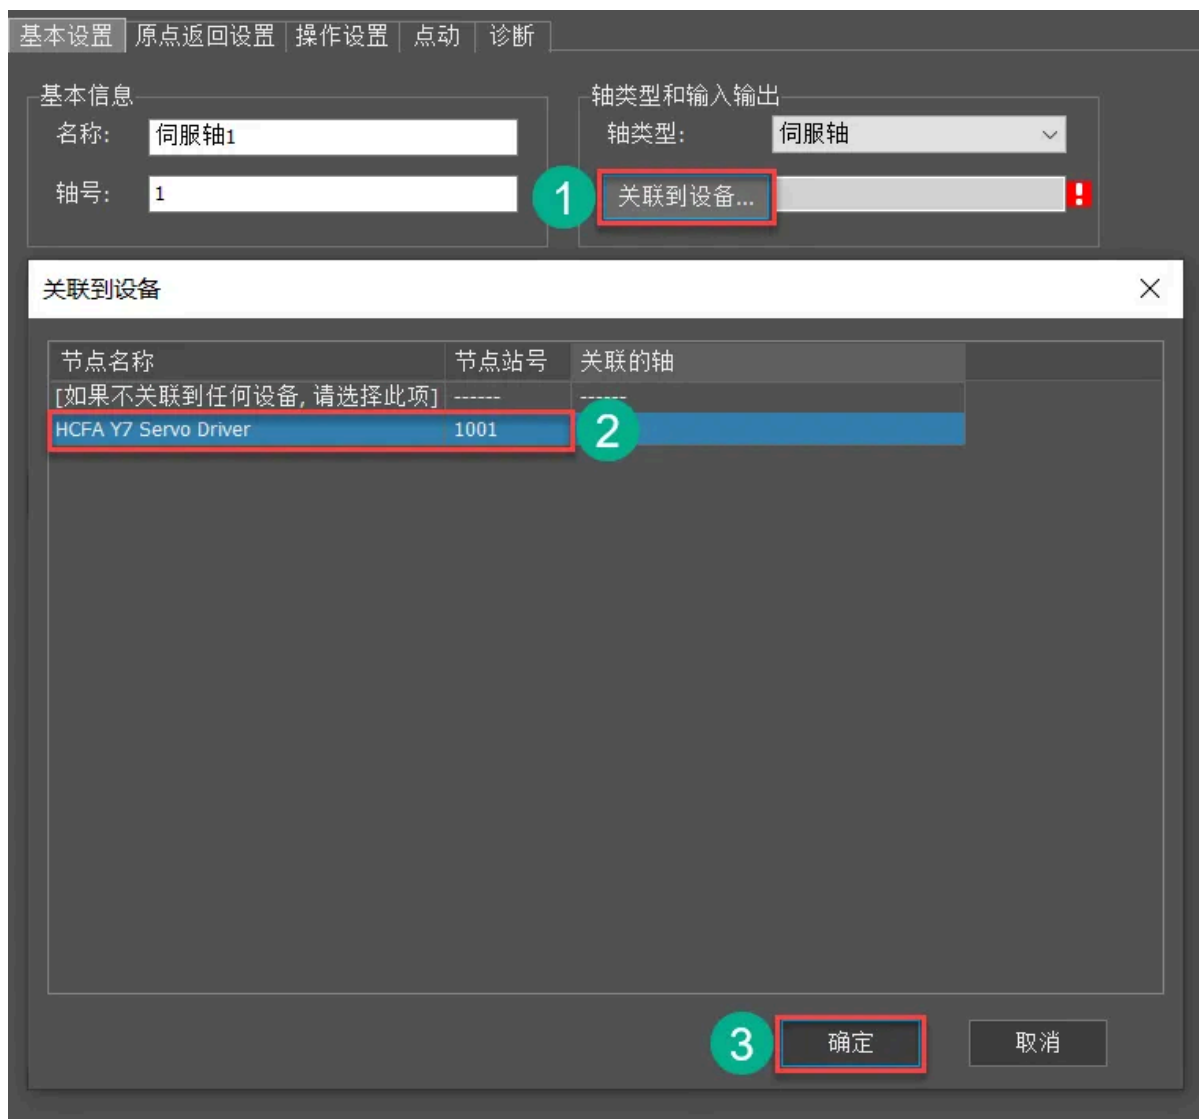 基本设置 原点返回设置 操作设置 点动 诊断
基本信息 轴类型和输入输出
名称: 伺服轴1 轴类型: 伺服轴
轴号: 1 1 关联到设备... !
关联到设备
节点名称 节点站号 关联的轴
[如果不关联到任何设备, 请选择此项] ------ ------
HCFA Y7 Servo Driver 1001 2
3 确定 取消